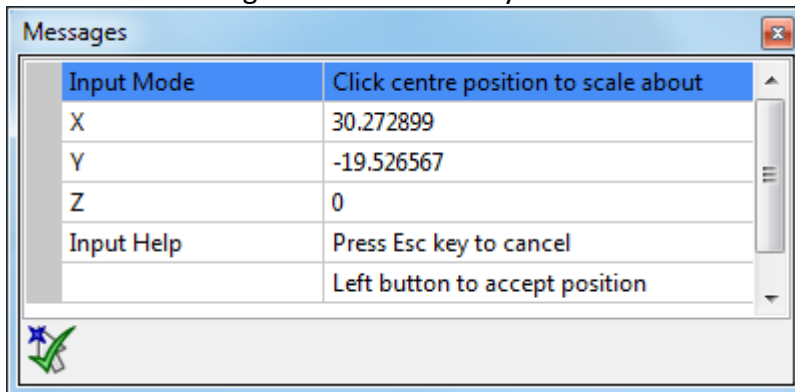 Messages
Input Mode Click centre position to scale about
X 30.272899
Y -19.526567
Z 0
Input Help Press Esc key to cancel
Left button to accept position